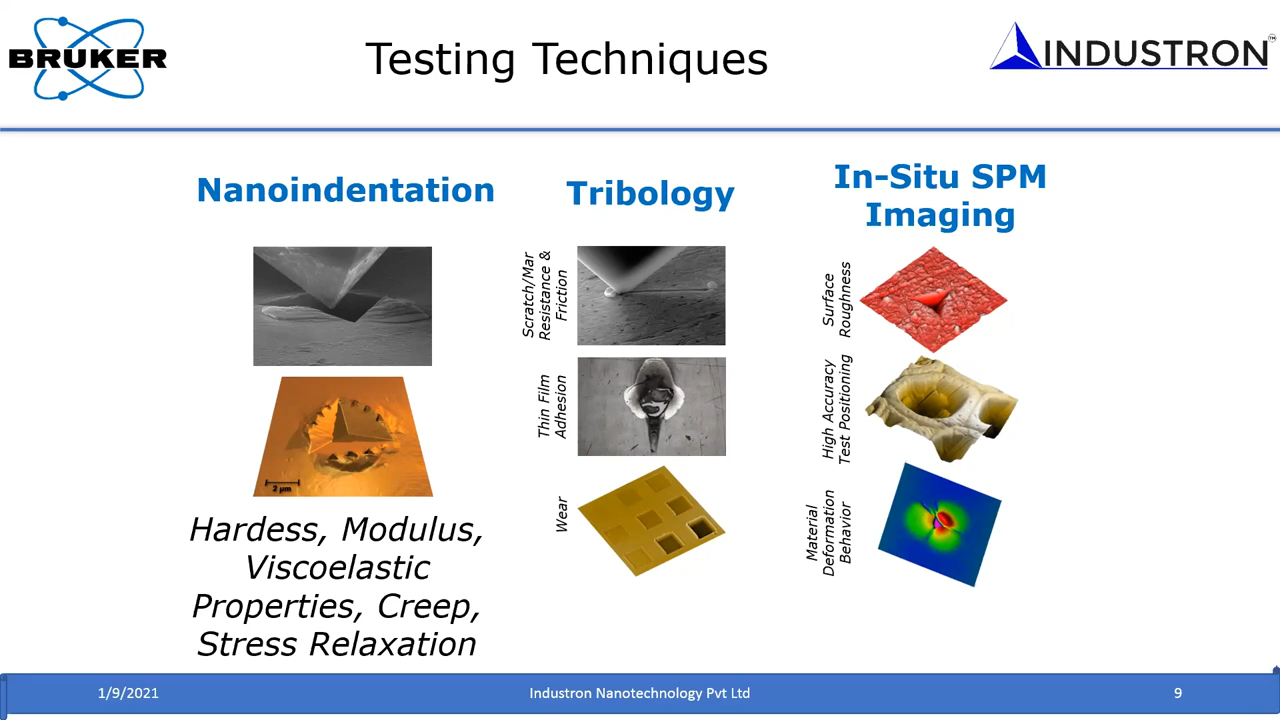 BRUKER
Testing Techniques
INDUSTRON™
Nanoindentation
2 µm
Hardess, Modulus,
Viscoelastic
Properties, Creep,
Stress Relaxation
Tribology
Scratch/Mar
Resistance &
Friction
Thin Film
Adhesion
Wear
In-Situ SPM
Imaging
Surface
Roughness
High Accuracy
Test Positioning
Material
Deformation
Behavior
1/9/2021
Industron Nanotechnology Pvt Ltd
9